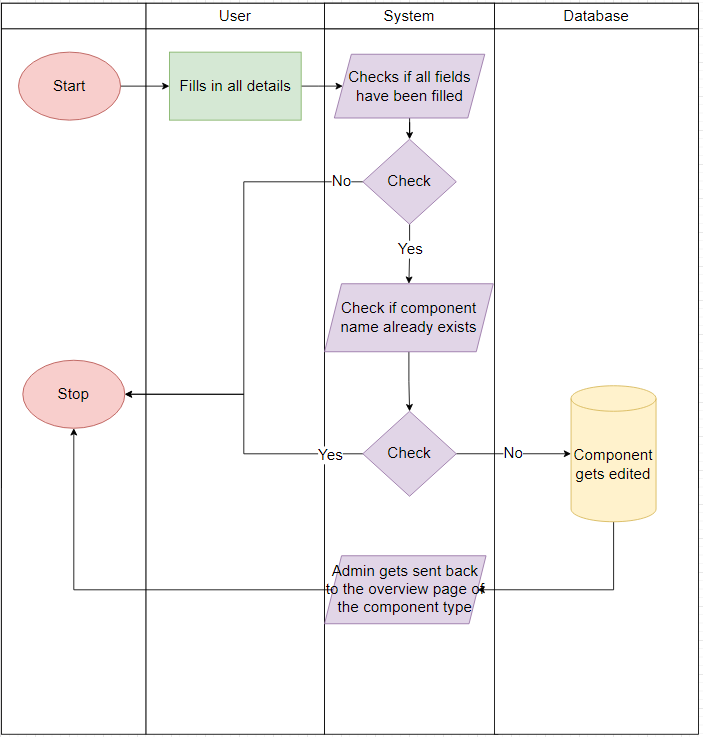 User
System
Database
Start
Fills in all details
Checks if all fields
have been filled
No
Check
Yes
Check if component
name already exists
Stop
Yes
Check
No
Component
gets edited
Admin gets sent back
to the overview page of
the component type